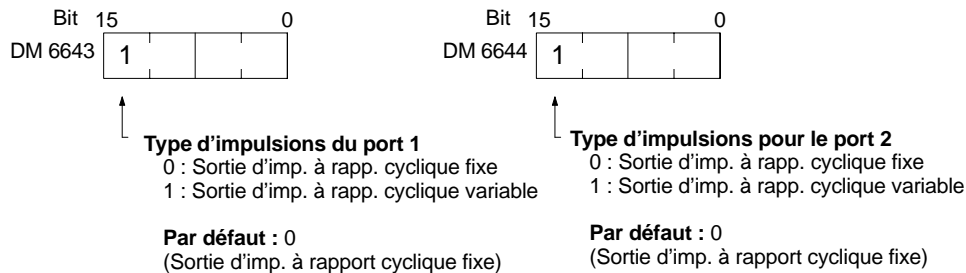 Bit 15 0
DM 6643 1
Type d'impulsions du port 1
0 : Sortie d'imp. à rapp. cyclique fixe
1 : Sortie d'imp. à rapp. cyclique variable
Par défaut : 0
(Sortie d'imp. à rapport cyclique fixe)
Bit 15 0
DM 6644 1
Type d'impulsions pour le port 2
0 : Sortie d'imp. à rapp. cyclique fixe
1 : Sortie d'imp. à rapp. cyclique variable
Par défaut : 0
(Sortie d'imp. à rapport cyclique fixe)